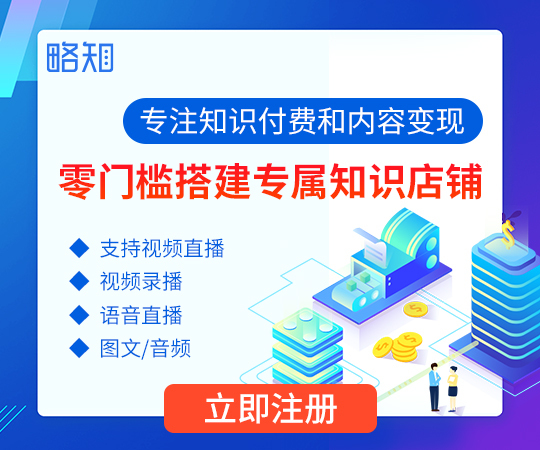 略知
专注知识付费和内容变现
零门槛搭建专属知识店铺
支持视频直播
视频录播
语音直播
图文/音频
立即注册
$